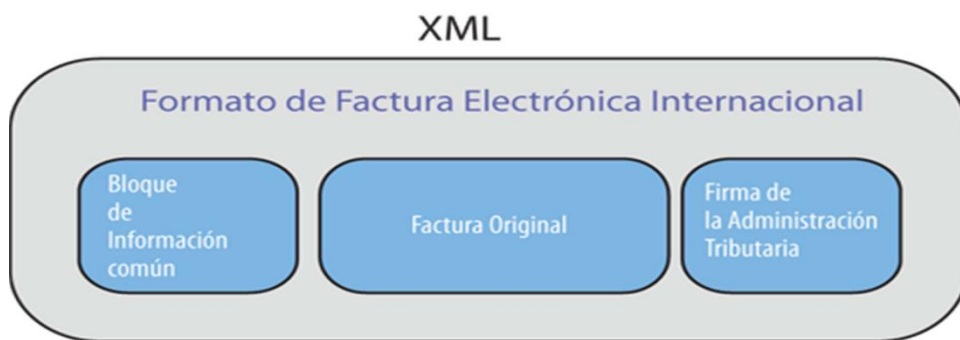 XML
Formato de Factura Electrónica Internacional
Bloque
de
Información
común
Factura Original
Firma de
la Administración
Tributaria